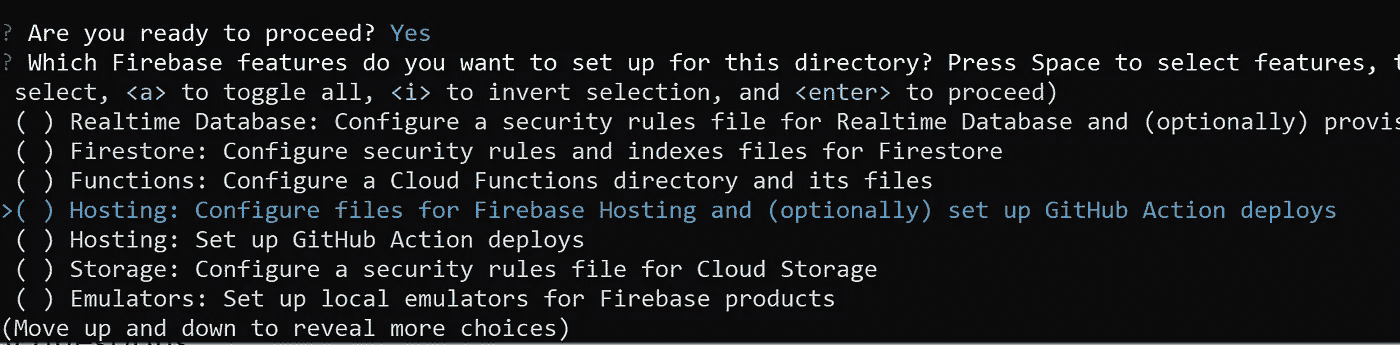 ? Are you ready to proceed? Yes
? Which Firebase features do you want to set up for this directory? Press Space to select features,
select, <a> to toggle all, <i> to invert selection, and <enter> to proceed)
( ) Realtime Database: Configure a security rules file for Realtime Database and (optionally) provis
( ) Firestore: Configure security rules and indexes files for Firestore
( ) Functions: Configure a Cloud Functions directory and its files
>( ) Hosting: Configure files for Firebase Hosting and (optionally) set up GitHub Action deploys
( ) Hosting: Set up GitHub Action deploys
( ) Storage: Configure a security rules file for Cloud Storage
( ) Emulators: Set up local emulators for Firebase products
(Move up and down to reveal more choices)